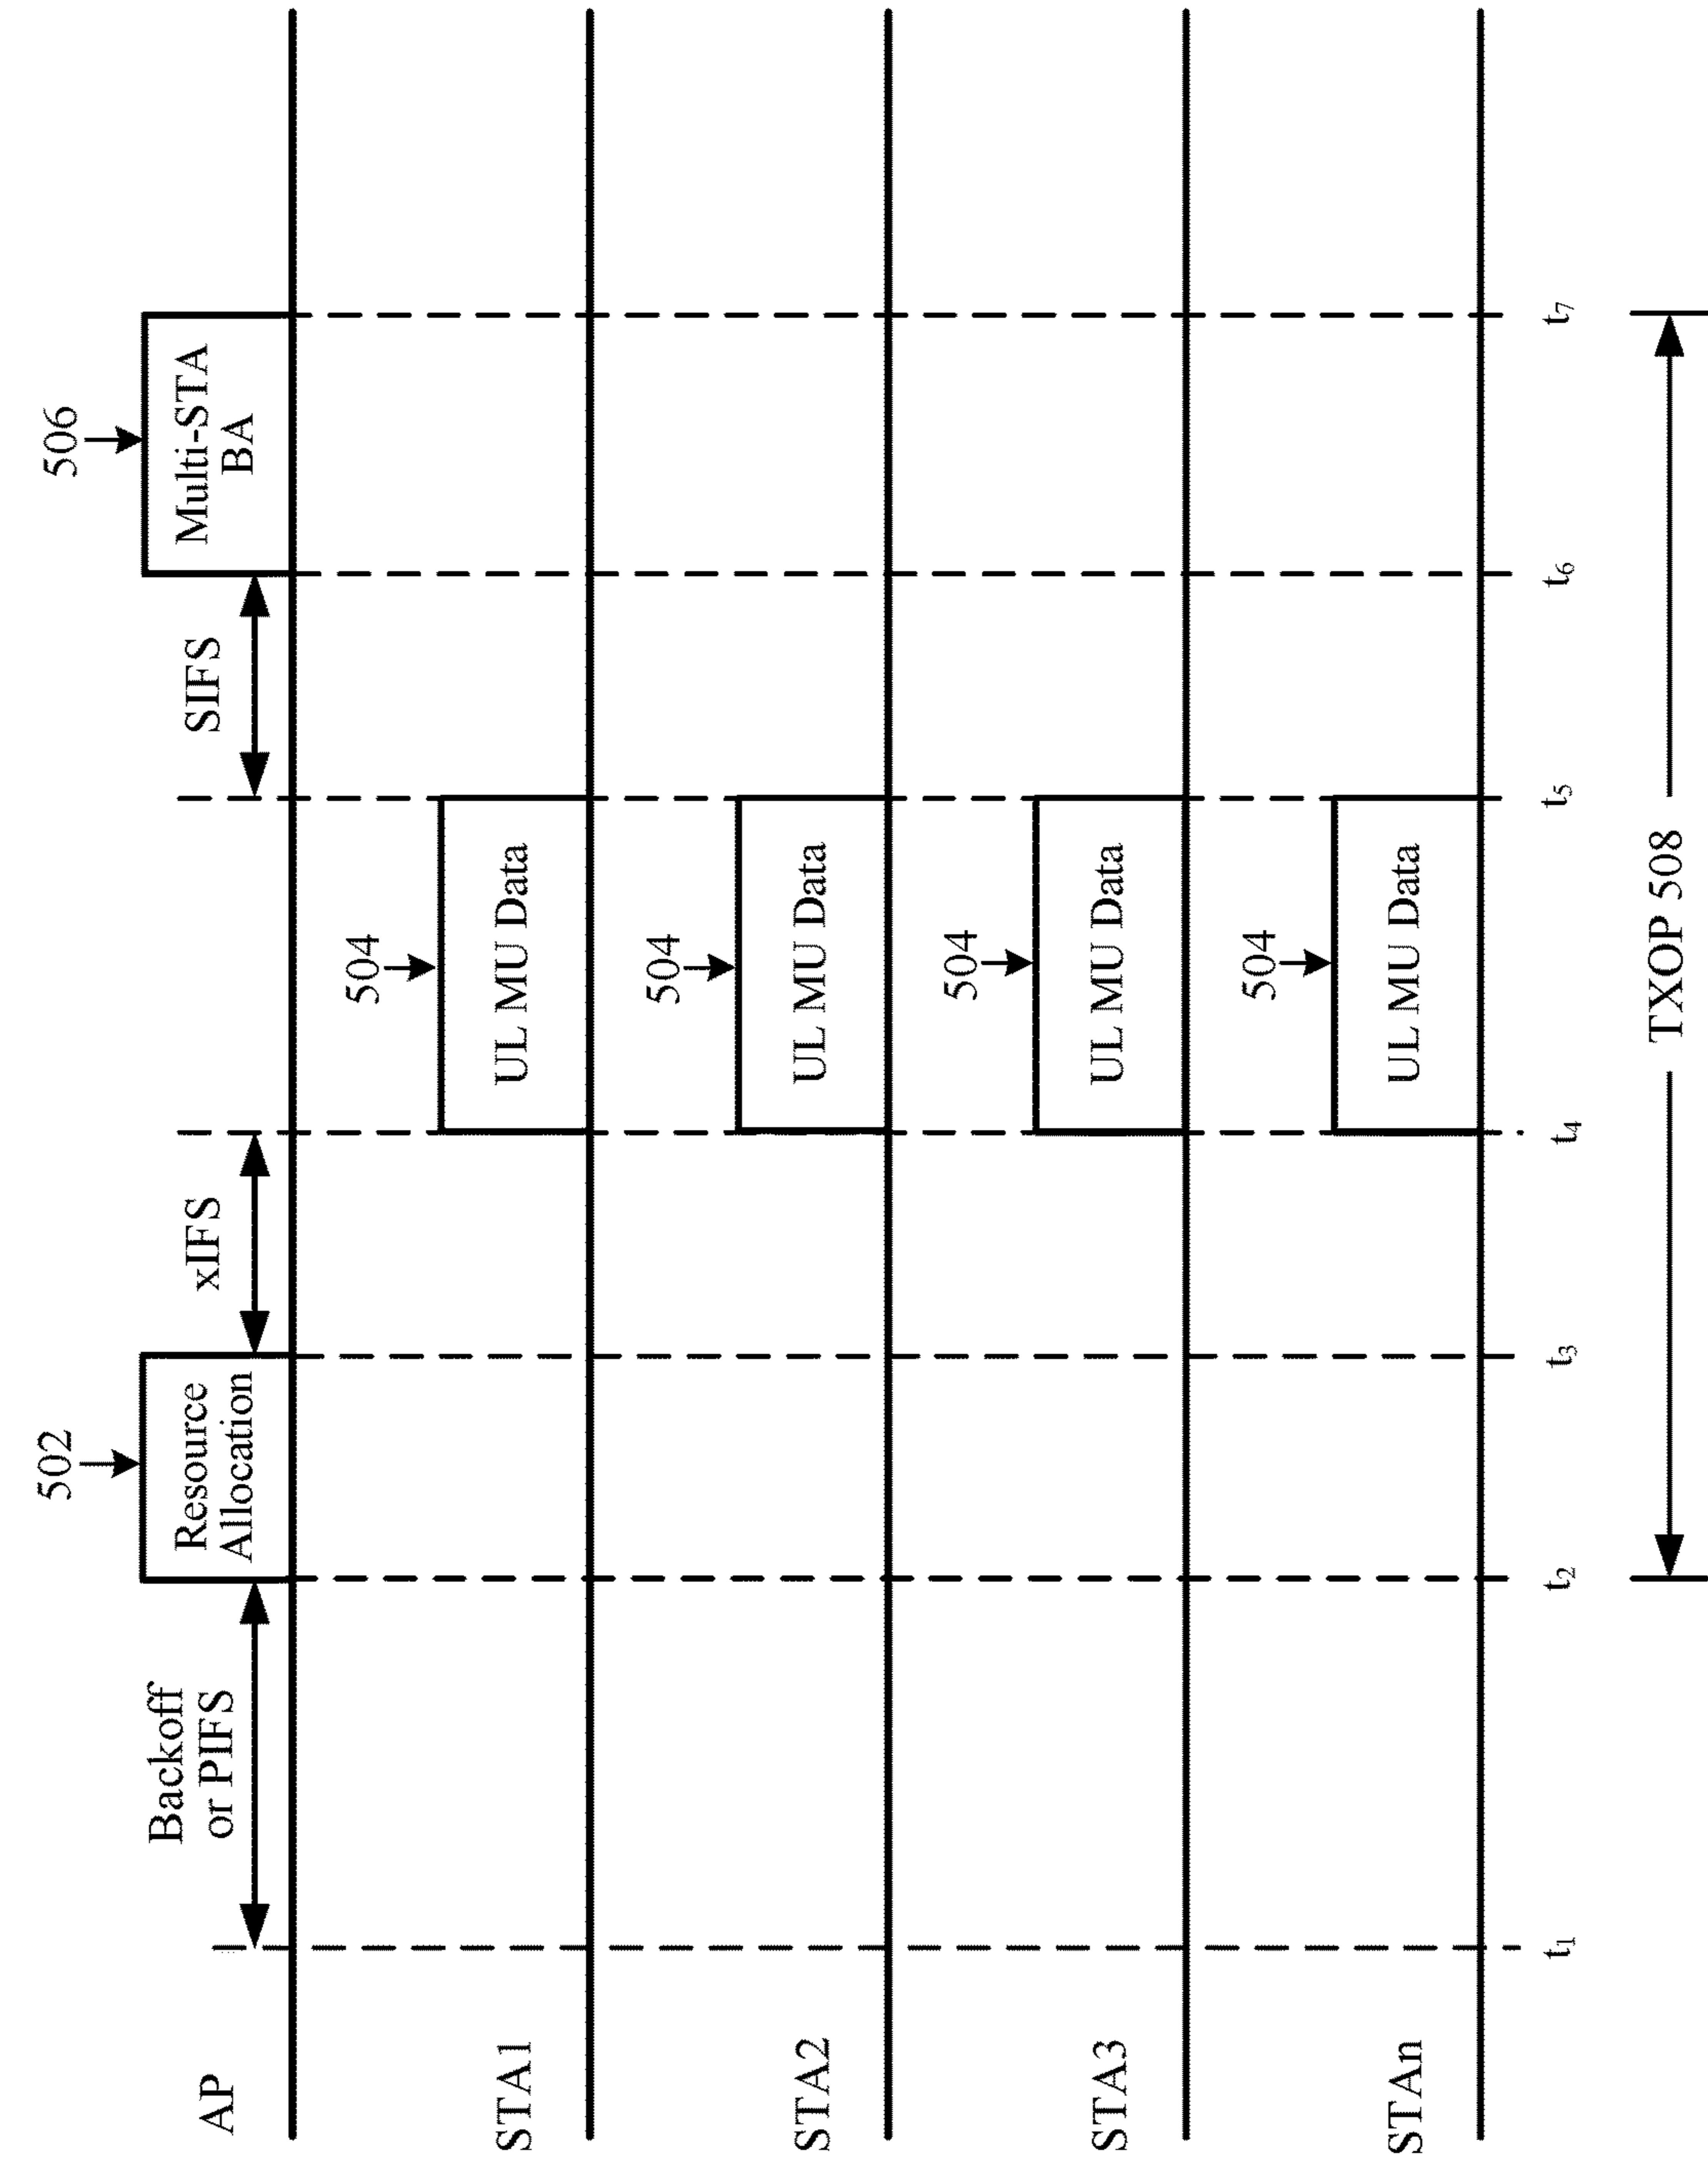 502
506
Backoff
or PIFS
Resource
Allocation
xIFS
SIFS
Multi-STA
BA
AP
504
UL MU Data
STA1
504
UL MU Data
STA2
504
UL MU Data
STA3
504
UL MU Data
STAn
t1
t2
t3
t4
t5
t6
t7
TXOP 508